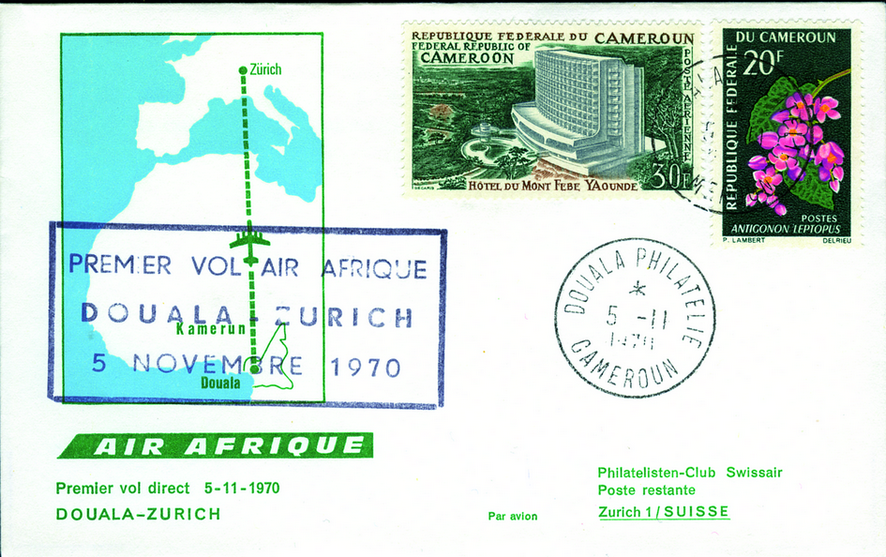 REPUBLIQUE FEDERALE DU CAMEROUN
FEDERAL REPUBLIC OF
CAMEROON
POSTE AERIENNE
HÔTEL DU MONT FEBE YAOUNDE
30F
REPUBLIQUE FEDERALE DU CAMEROUN
20F
POSTES
ANTIGONON LEPTOPUS
P. LAMBERT
DELRIEU
Zürich
PREMIER VOL AIR AFRIQUE
DOUALA - ZURICH
Kamerun
5 NOVEMBRE 1970
Douala
DOUALA PHILATELIE
*
5 -11
1970
CAMEROUN
AIR AFRIQUE
Premier vol direct 5-11-1970
DOUALA-ZURICH
Par avion
Philatelisten-Club Swissair
Poste restante
Zurich 1/SUISSE